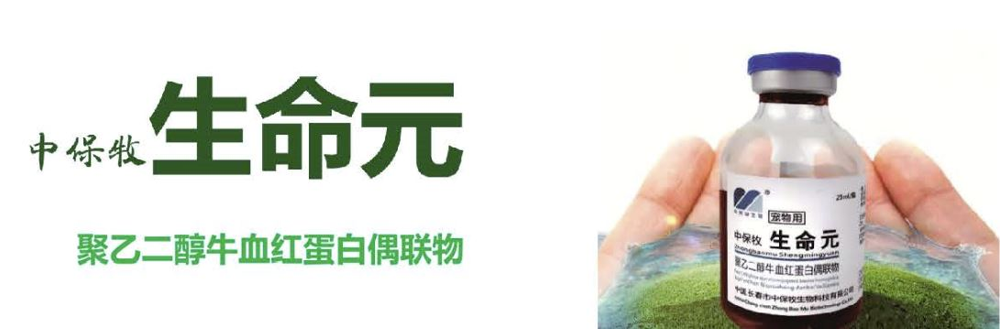 中保牧 生命元
聚乙二醇牛血红蛋白偶联物
25mL/瓶
宠物用
中保牧 生命元
Zhongbaomu Shengmingyuan
聚乙二醇牛血红蛋白偶联物
中国长春市中保牧生物科技有限公司